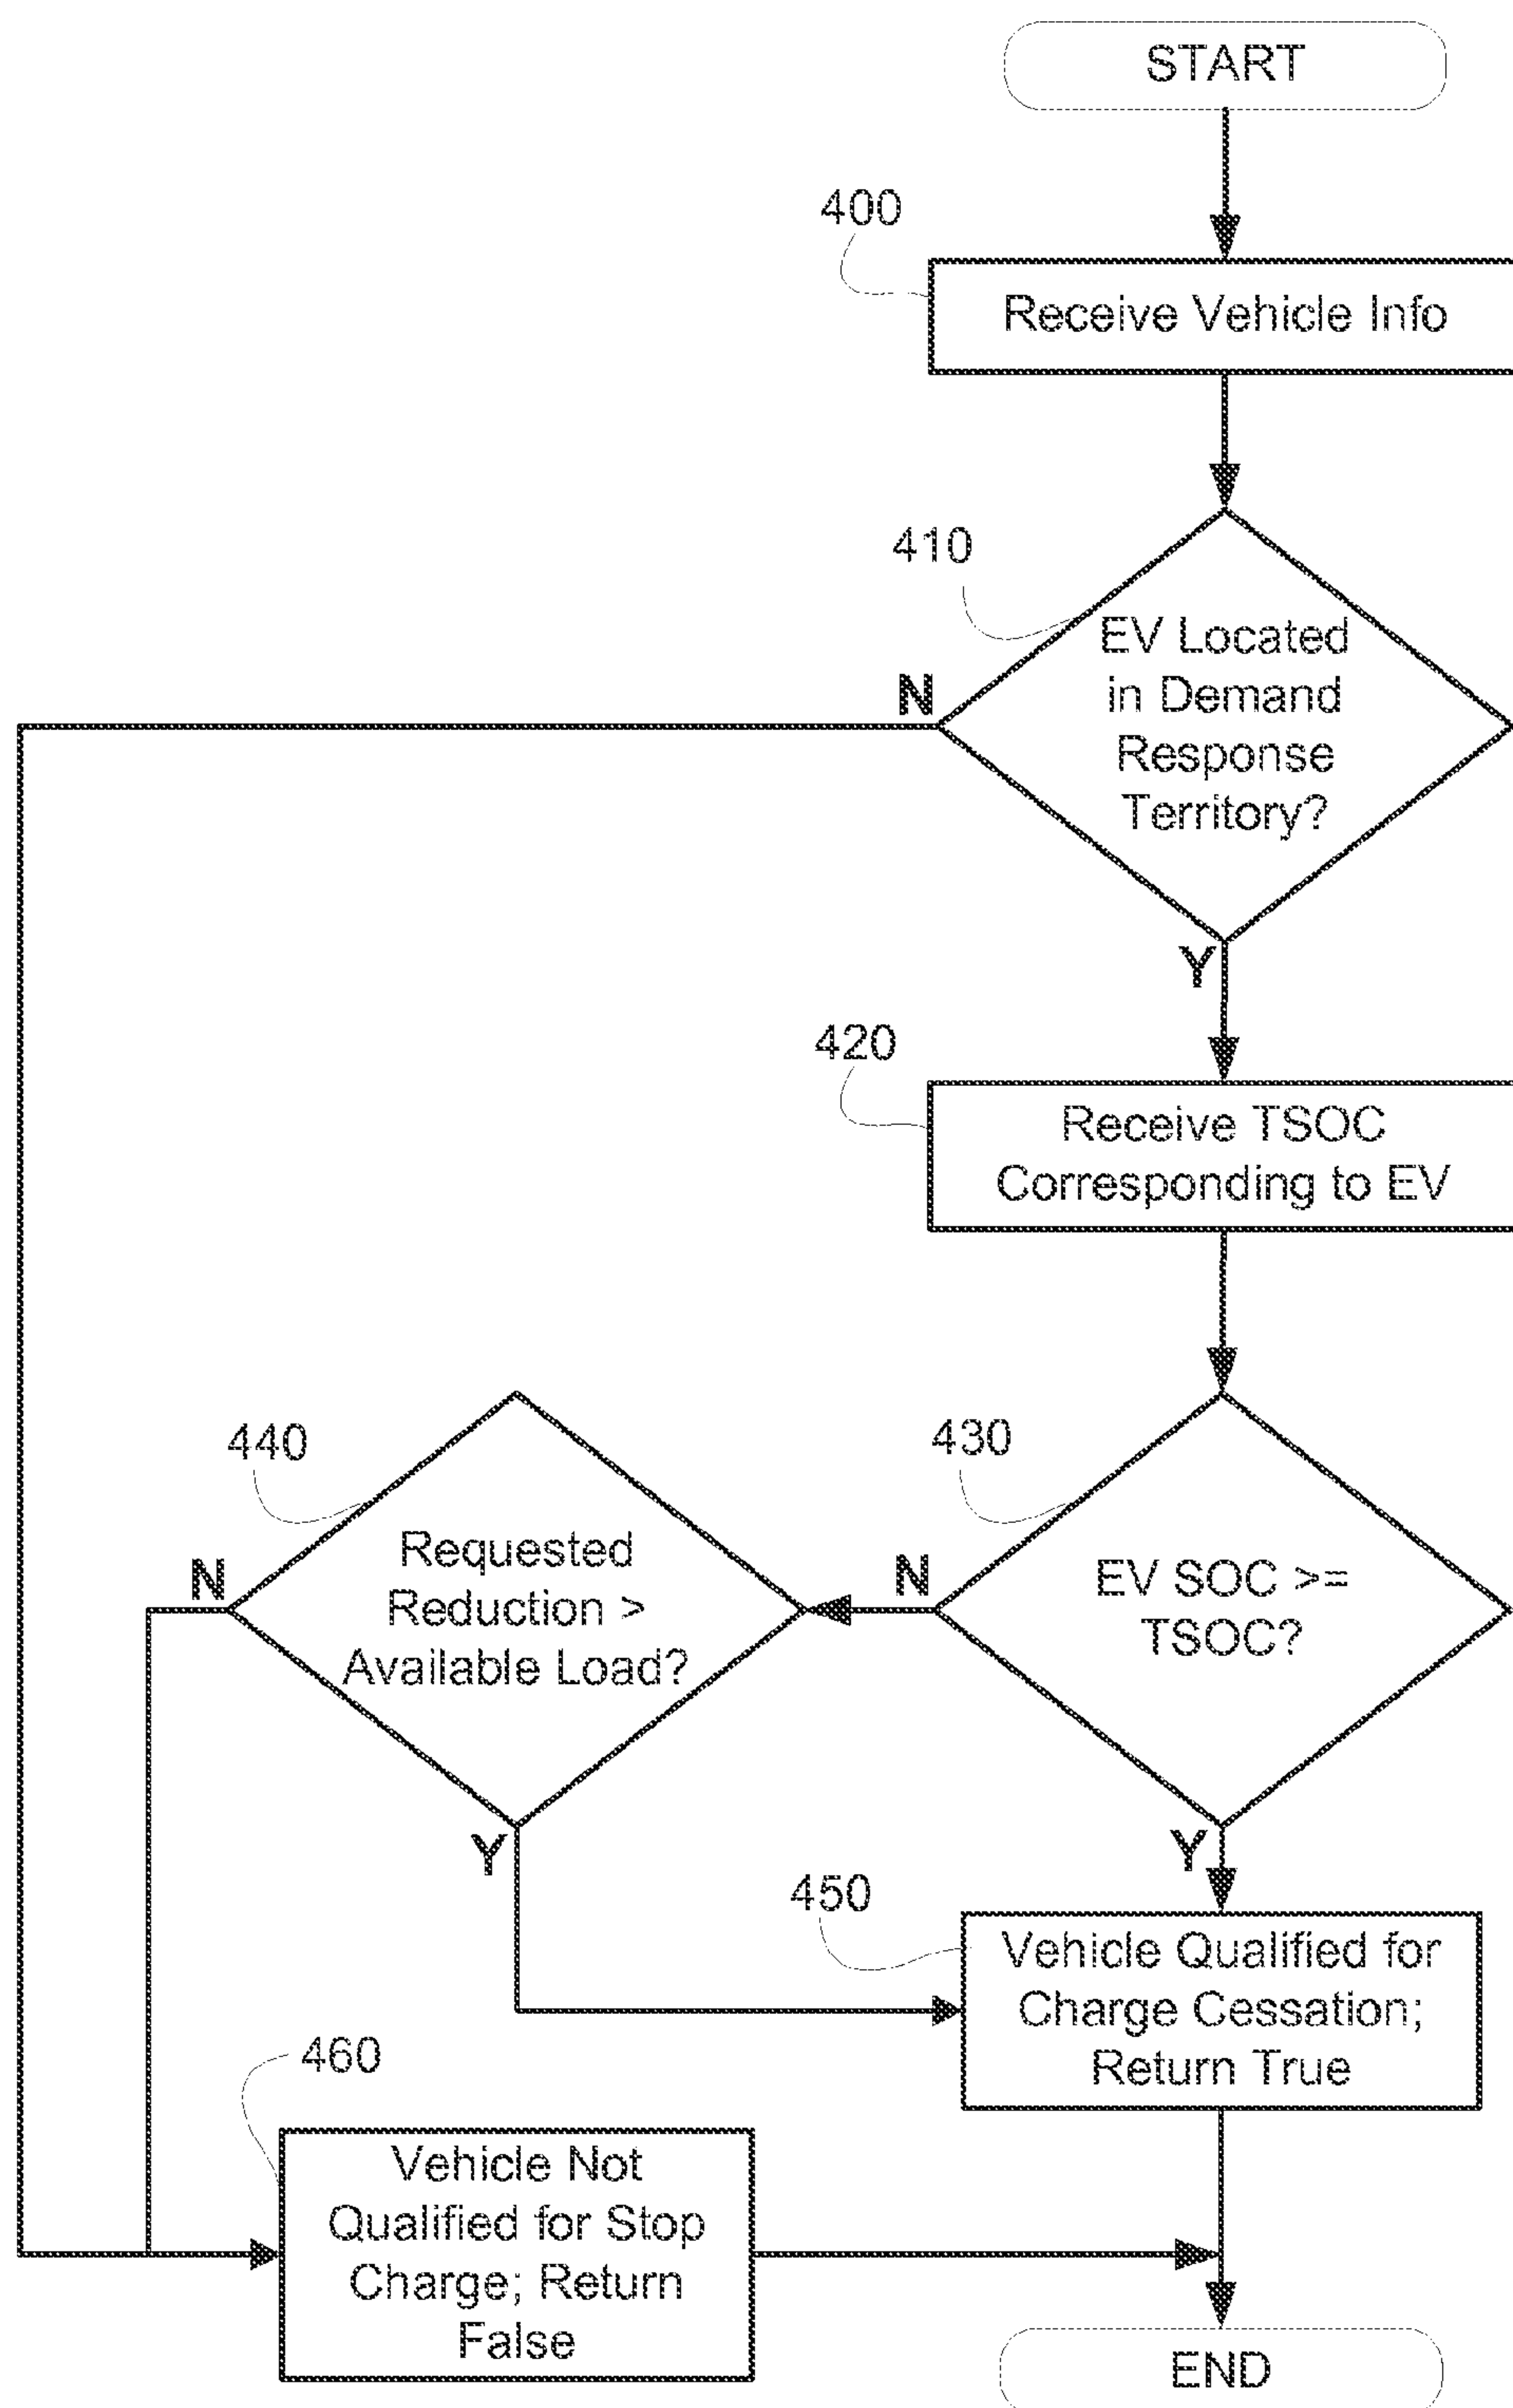 START
400
Receive Vehicle Info
410
EV Located
in Demand
Response
Territory?
N
Y
420
Receive TSOC
Corresponding to EV
430
EV SOC >=
TSOC?
N
Y
440
Requested
Reduction >
Available Load?
N
Y
450
Vehicle Qualified for
Charge Cessation;
Return True
460
Vehicle Not
Qualified for Stop
Charge; Return
False
END